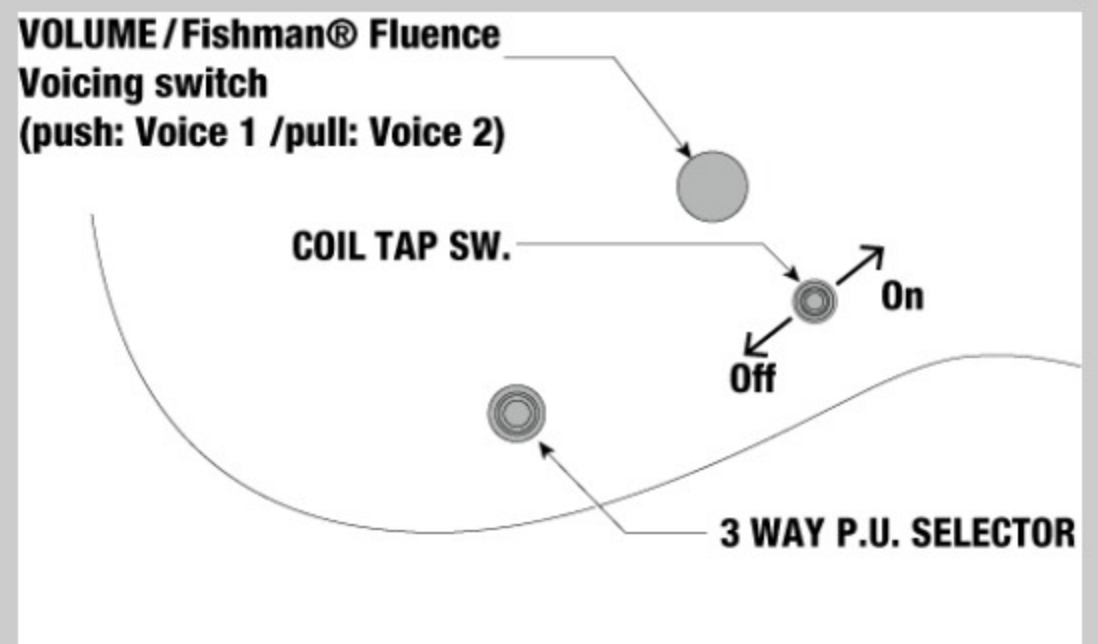 VOLUME/Fishman® Fluence
Voicing switch
(push: Voice 1 /pull: Voice 2)
COIL TAP SW.
On
Off
3 WAY P.U. SELECTOR